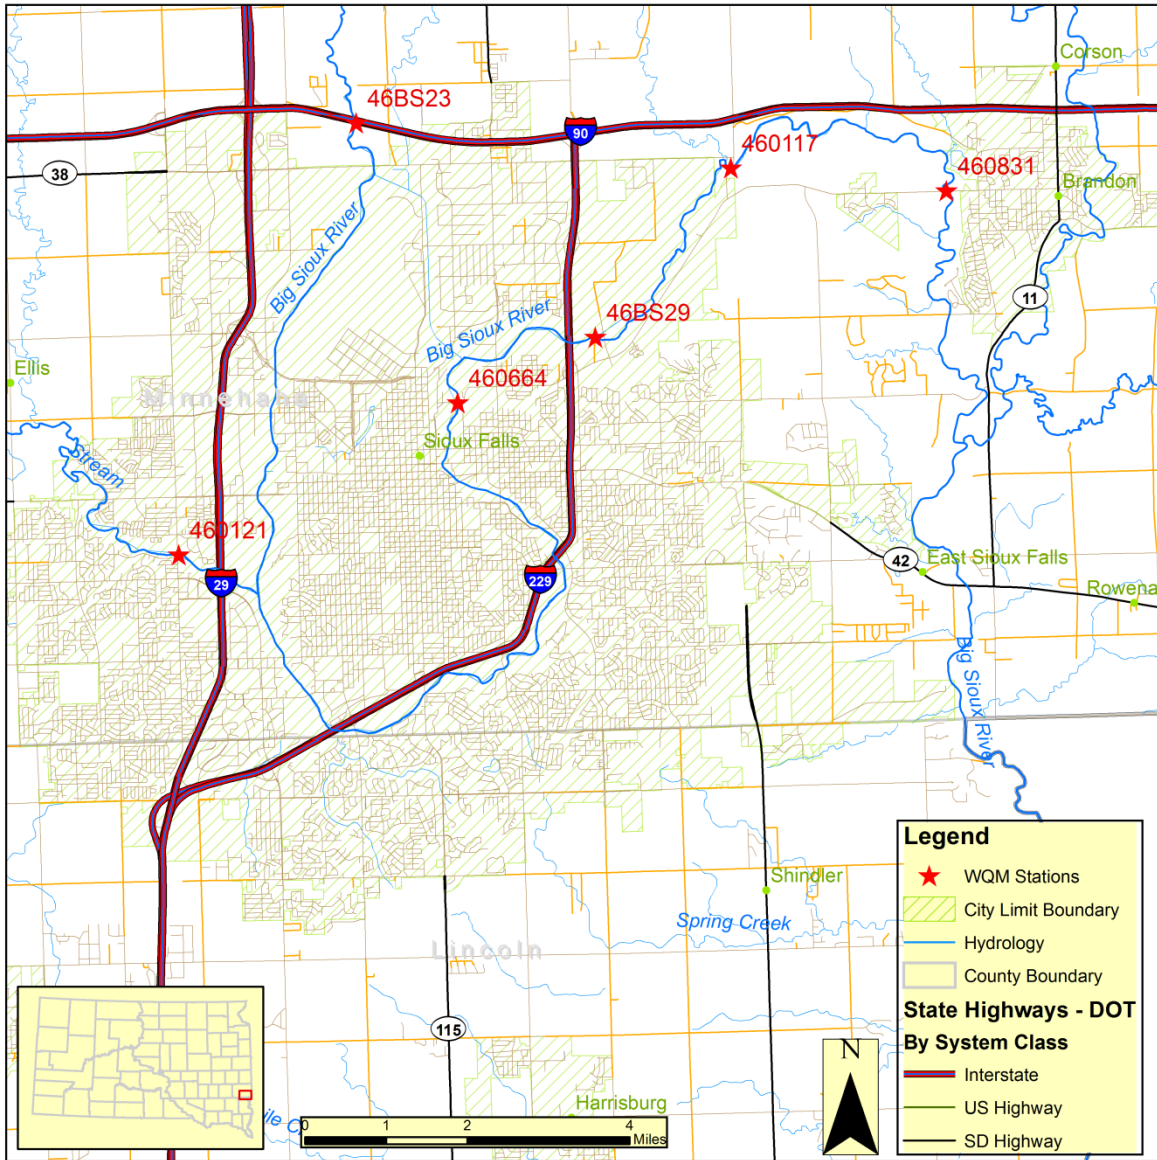 Corson
46BS23
90
460117
38
460831
Brandon
Big Sioux River
11
Big Sioux River
46BS29
Ellis
Minnehaha
460664
Sioux Falls
Stream
460121
29
229
42
East Sioux Falls
Rowena
Big Sioux River
Shindler
Spring Creek
Lincoln
115
Harrisburg
0 1 2 4
Miles
N
Legend
WQM Stations
City Limit Boundary
Hydrology
County Boundary
State Highways - DOT
By System Class
Interstate
US Highway
SD Highway